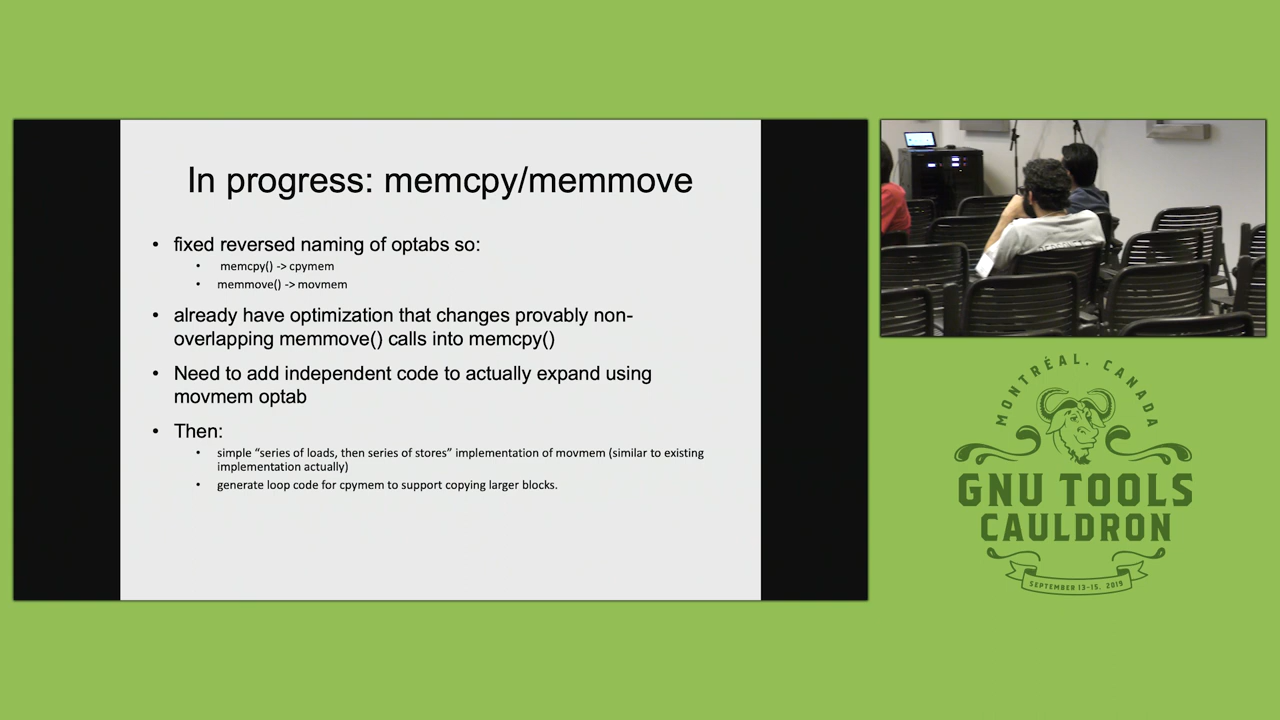 In progress: memcpy/memmove
• fixed reversed naming of optabs so:
• memcpy() -> cpymem
• memmove() -> movmem
• already have optimization that changes provably non-
overlapping memmove() calls into memcpy()
• Need to add independent code to actually expand using
movmem optab
• Then:
• simple “series of loads, then series of stores” implementation of movmem (similar to existing
implementation actually)
• generate loop code for cpymem to support copying larger blocks.
MONTRÉAL, CANADA
GNU TOOLS
CAULDRON
SEPTEMBER 13-15, 2019